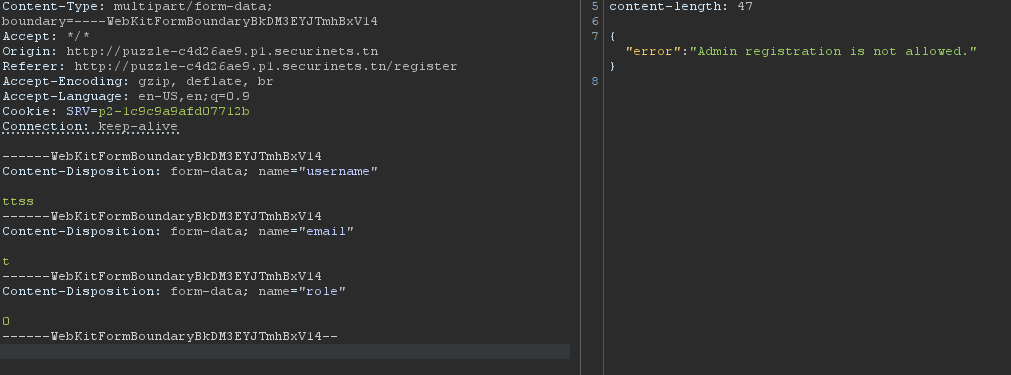 Content-Type: multipart/form-data;
boundary=----WebKitFormBoundaryBkDM3EYJTmhBxV14
Accept: */*
Origin: http://puzzle-c4d26ae9.p1.securinets.tn
Referer: http://puzzle-c4d26ae9.p1.securinets.tn/register
Accept-Encoding: gzip, deflate, br
Accept-Language: en-US,en;q=0.9
Cookie: SRV=p2-1c9c9a9afd07712b
Connection: keep-alive
------WebKitFormBoundaryBkDM3EYJTmhBxV14
Content-Disposition: form-data; name="username"
ttss
------WebKitFormBoundaryBkDM3EYJTmhBxV14
Content-Disposition: form-data; name="email"
t
------WebKitFormBoundaryBkDM3EYJTmhBxV14
Content-Disposition: form-data; name="role"
0
------WebKitFormBoundaryBkDM3EYJTmhBxV14--
5 content-length: 47
6
7 {
"error":"Admin registration is not allowed."
}
8